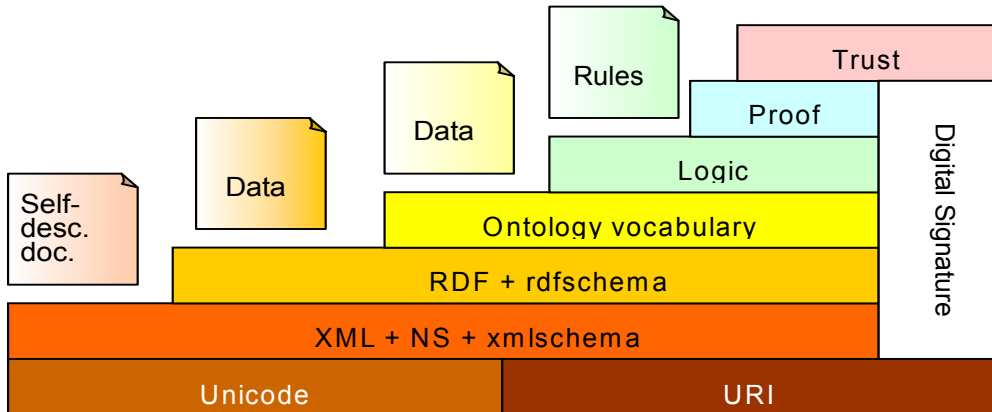 Trust
Rules
Proof
Data
Logic
Data
Self-
desc.
doc.
Ontology vocabulary
Digital Signature
RDF + rdfschema
XML + NS + xmlschema
Unicode
URI